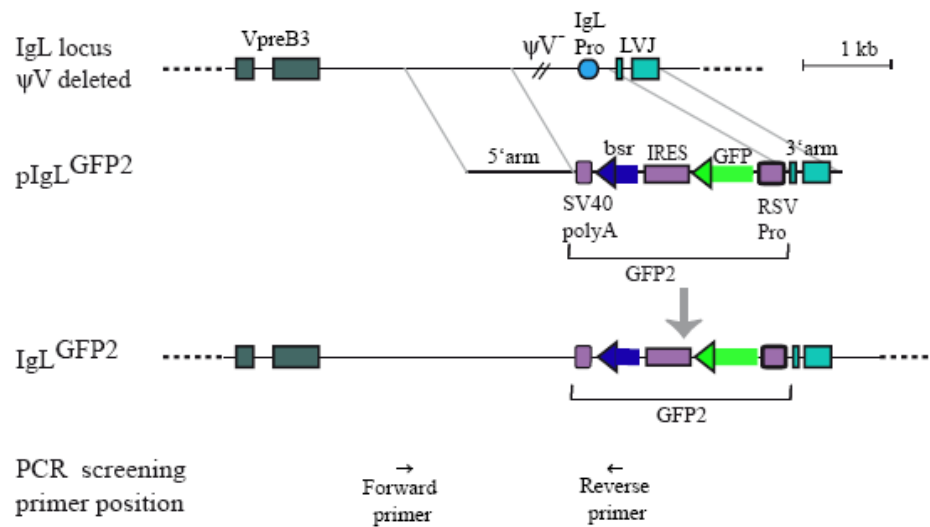 IgL locus
ψV deleted
VpreB3
ψV⁻
IgL
Pro
LVJ
1 kb
pIgL^GFP2
5‘arm
bsr
IRES
GFP
3‘arm
SV40
polyA
RSV
Pro
GFP2
IgL^GFP2
GFP2
PCR screening
primer position
Forward
primer
Reverse
primer